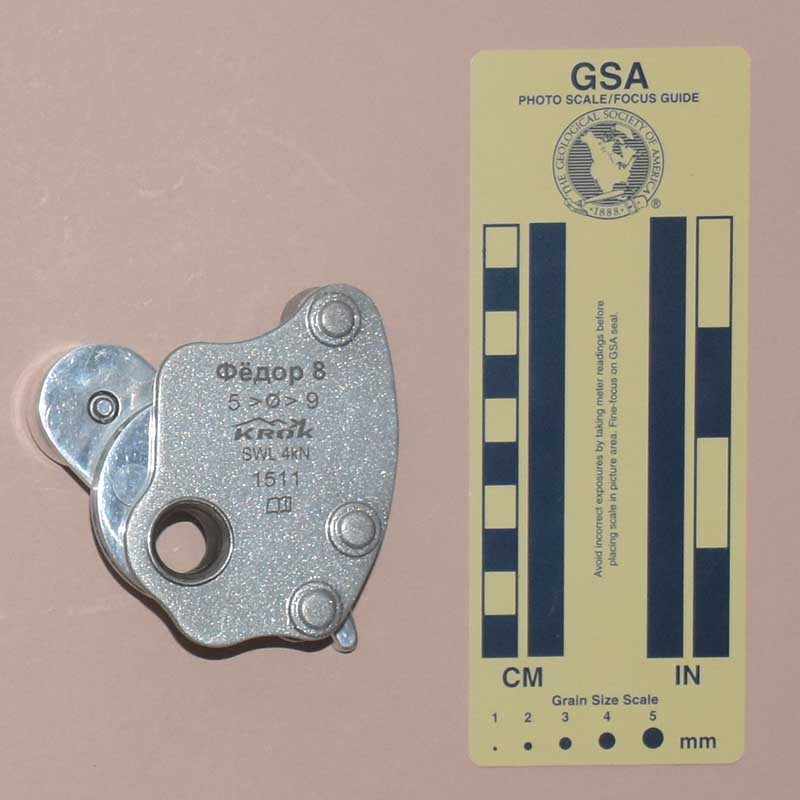 Фёдор 8
5 > Ø > 9
KROK
SWL 4kN
1511
GSA
PHOTO SCALE/FOCUS GUIDE
THE GEOLOGICAL SOCIETY OF AMERICA
1888
®
Avoid incorrect exposures by taking meter readings before
placing scale in picture area. Fine-focus on GSA seal.
CM
IN
Grain Size Scale
1 2 3 4 5
mm